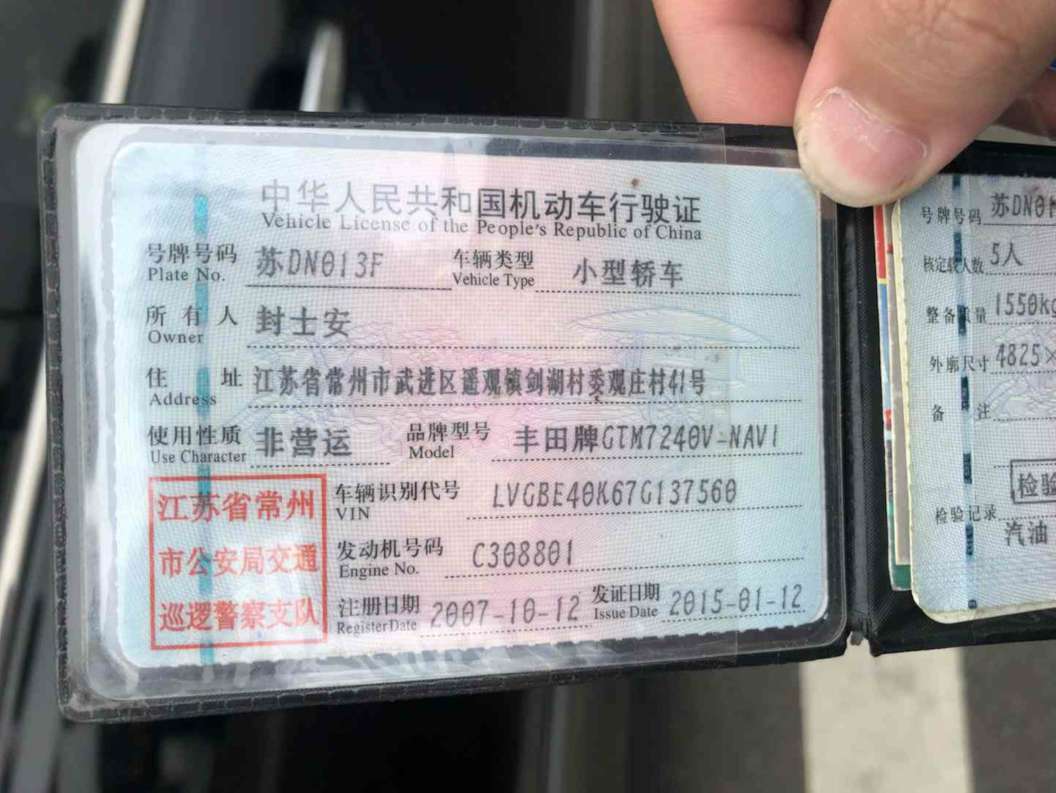 中华人民共和国机动车行驶证
Vehicle License of the People's Republic of China
号牌号码 苏DN013F 车辆类型 小型轿车
Plate No. Vehicle Type
所有人 封士安
Owner
住址 江苏省常州市武进区遥观镇剑湖村委观庄村41号
Address
使用性质 非营运 品牌型号 丰田牌GTM7240V-NAVI
Use Character Model
江苏省常州
市公安局交通
巡逻警察支队
车辆识别代号 LVGBE40K67G137560
VIN
发动机号码 C308801
Engine No.
注册日期 2007-10-12 发证日期 2015-01-12
Register Date Issue Date
号牌号码 苏DN01
核定载人数 5人
整备质量 1550kg
外廓尺寸 4825×
备注
检验
检验记录
汽油